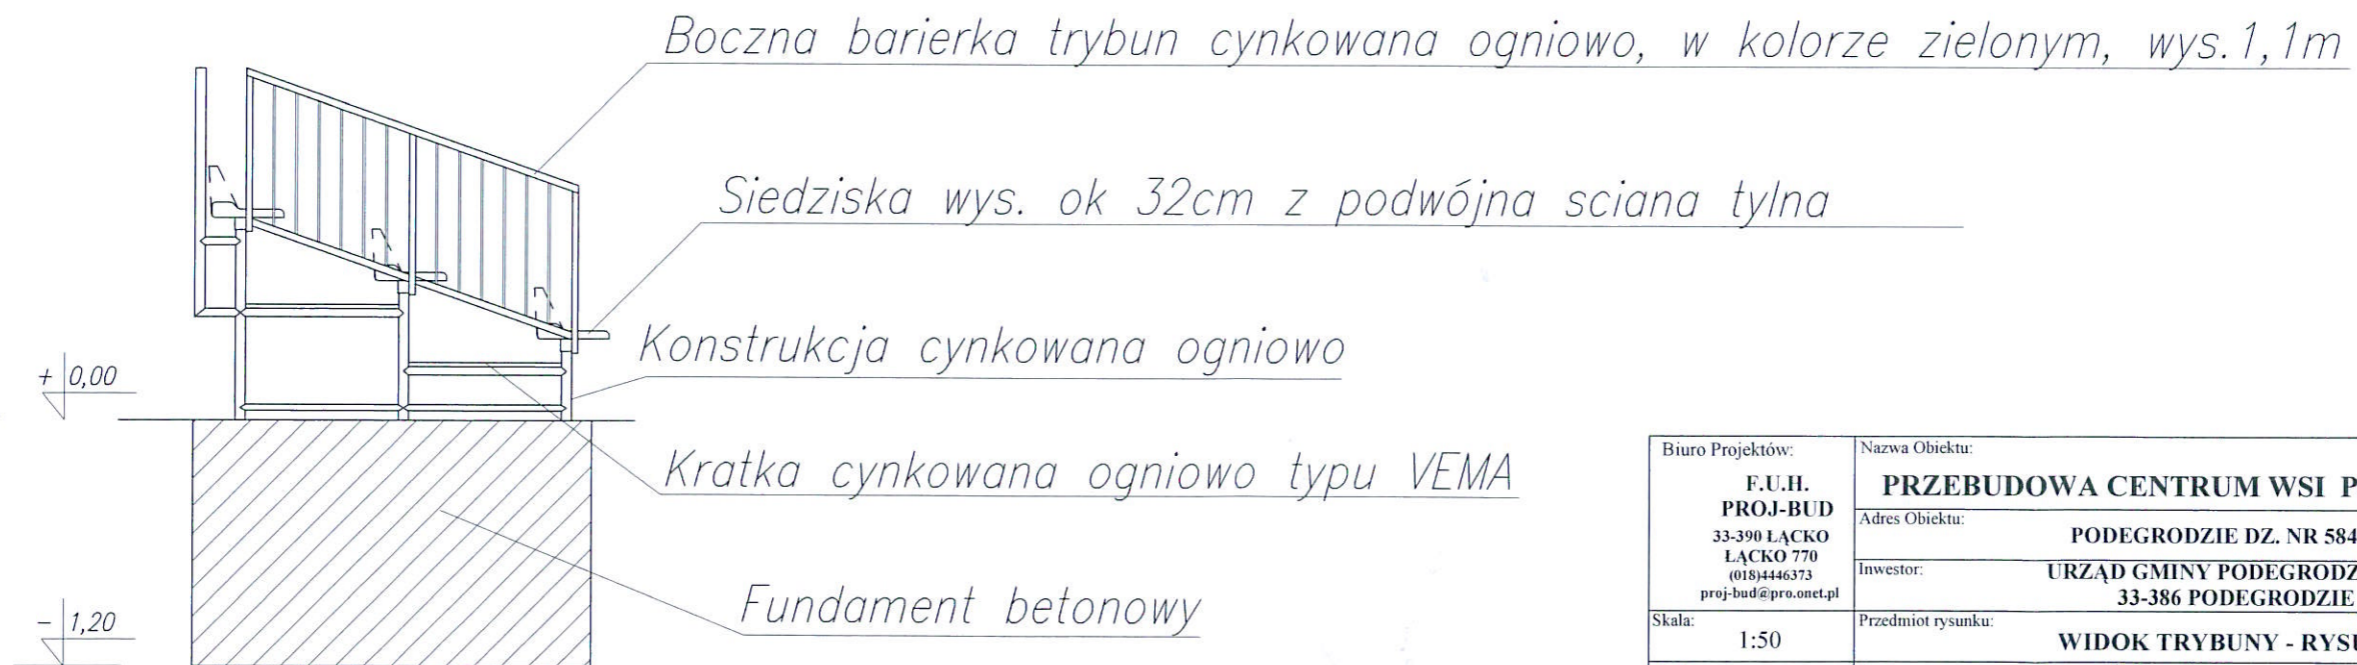 Boczna barierka trybun cynkowana ogniowo, w kolorze zielonym, wys.1,1m
Siedziska wys. ok 32cm z podwójna sciana tylna
Konstrukcja cynkowana ogniowo
+ 0,00
Kratka cynkowana ogniowo typu VEMA
Fundament betonowy
- 1,20
Biuro Projektów:
F.U.H.
PROJ-BUD
33-390 ŁĄCKO
ŁĄCKO 770
(018)4446373
proj-bud@pro.onet.pl
Nazwa Obiektu:
PRZEBUDOWA CENTRUM WSI P
Adres Obiektu:
PODEGRODZIE DZ. NR 584
Inwestor:
URZĄD GMINY PODEGRODZ
33-386 PODEGRODZIE
Skala:
1:50
Przedmiot rysunku:
WIDOK TRYBUNY - RYSU